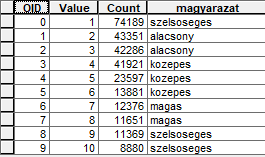 OID Value Count magyarazat
0 1 74189 szelsoseges
1 2 43351 alacsony
2 3 42286 alacsony
3 4 41921 kozepes
4 5 23597 kozepes
5 6 13881 kozepes
6 7 12376 magas
7 8 11651 magas
8 9 11369 szelsoseges
9 10 8880 szelsoseges